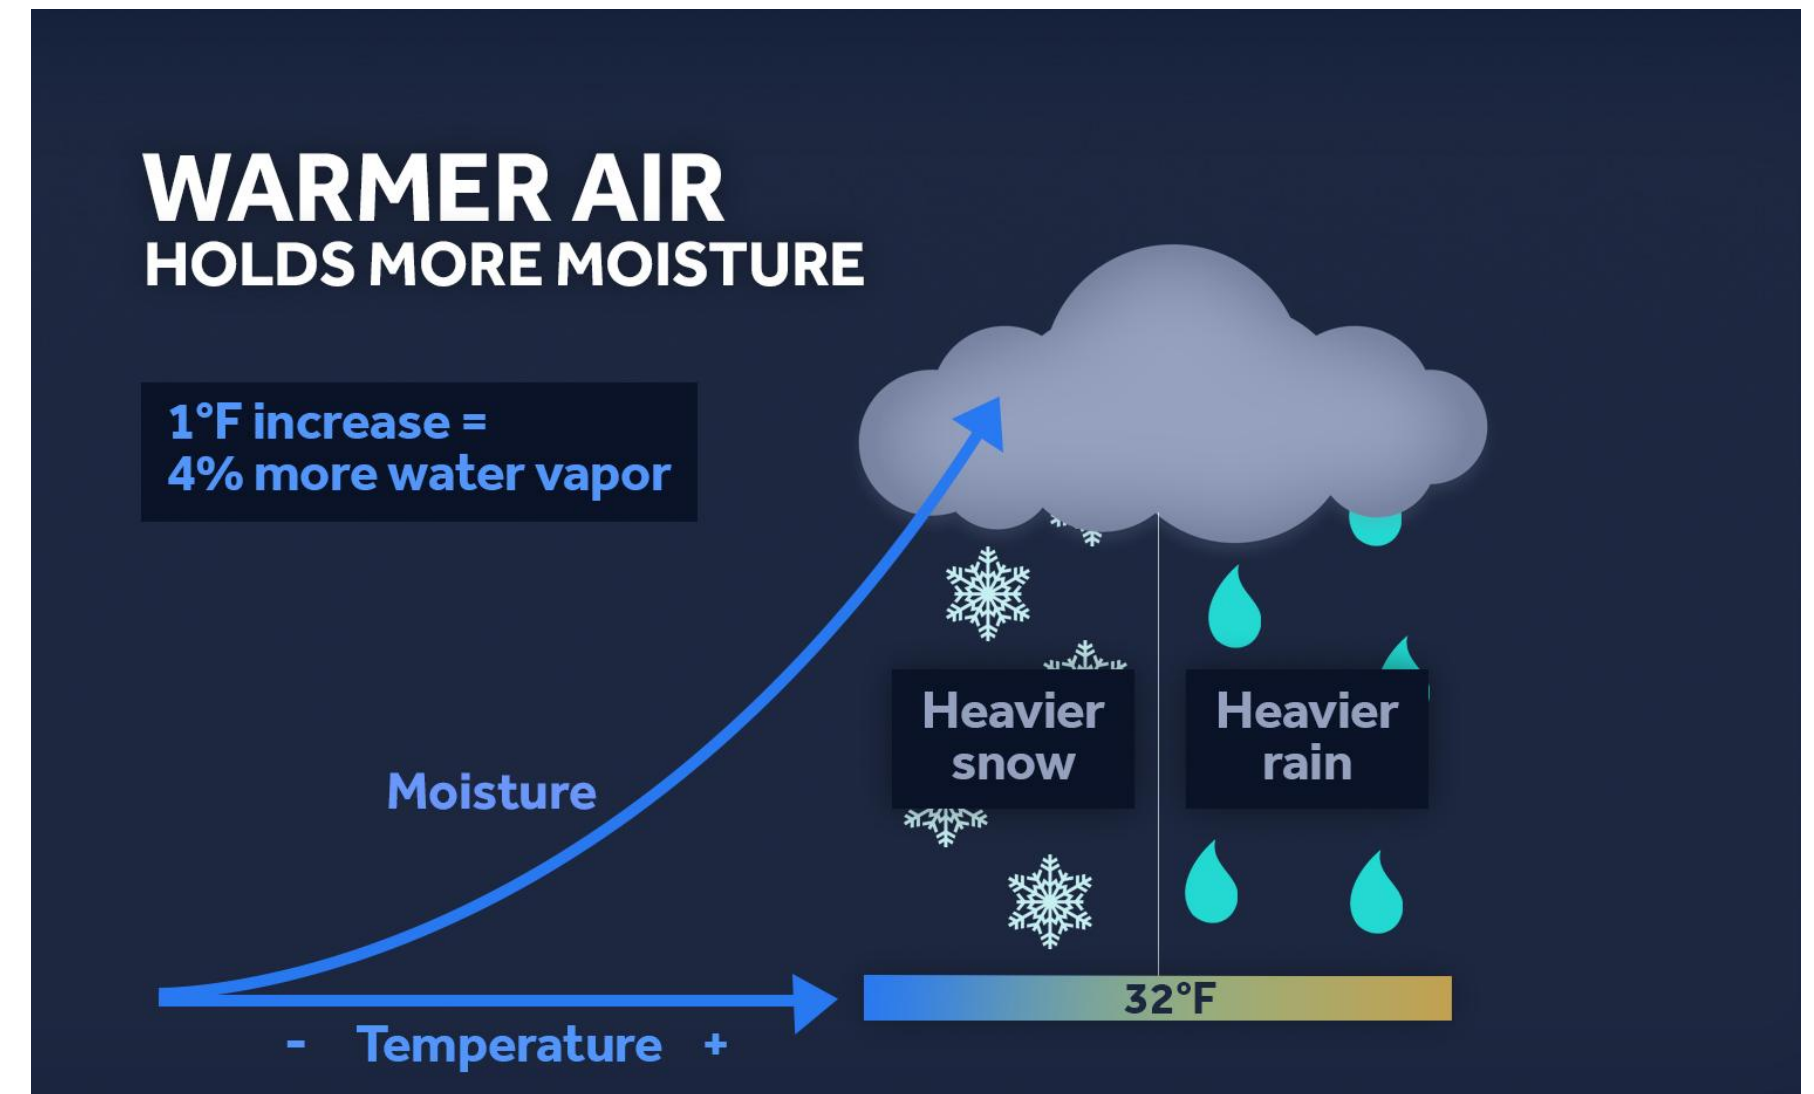 WARMER AIR
HOLDS MORE MOISTURE
1°F increase =
4% more water vapor
Moisture
Heavier
snow
Heavier
rain
32°F
- Temperature +